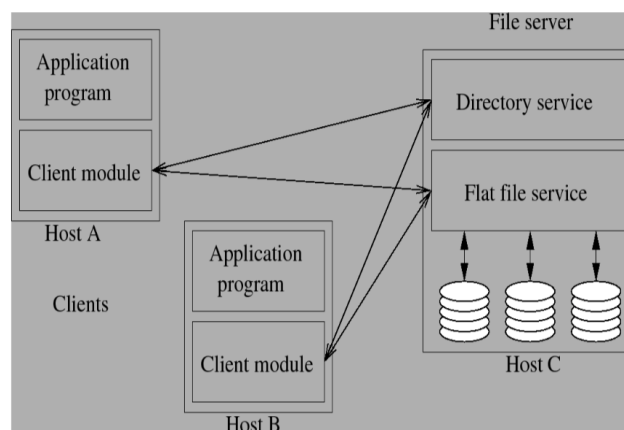 File server
Application
program
Client module
Host A
Directory service
Flat file service
Application
program
Client module
Host B
Clients
Host C